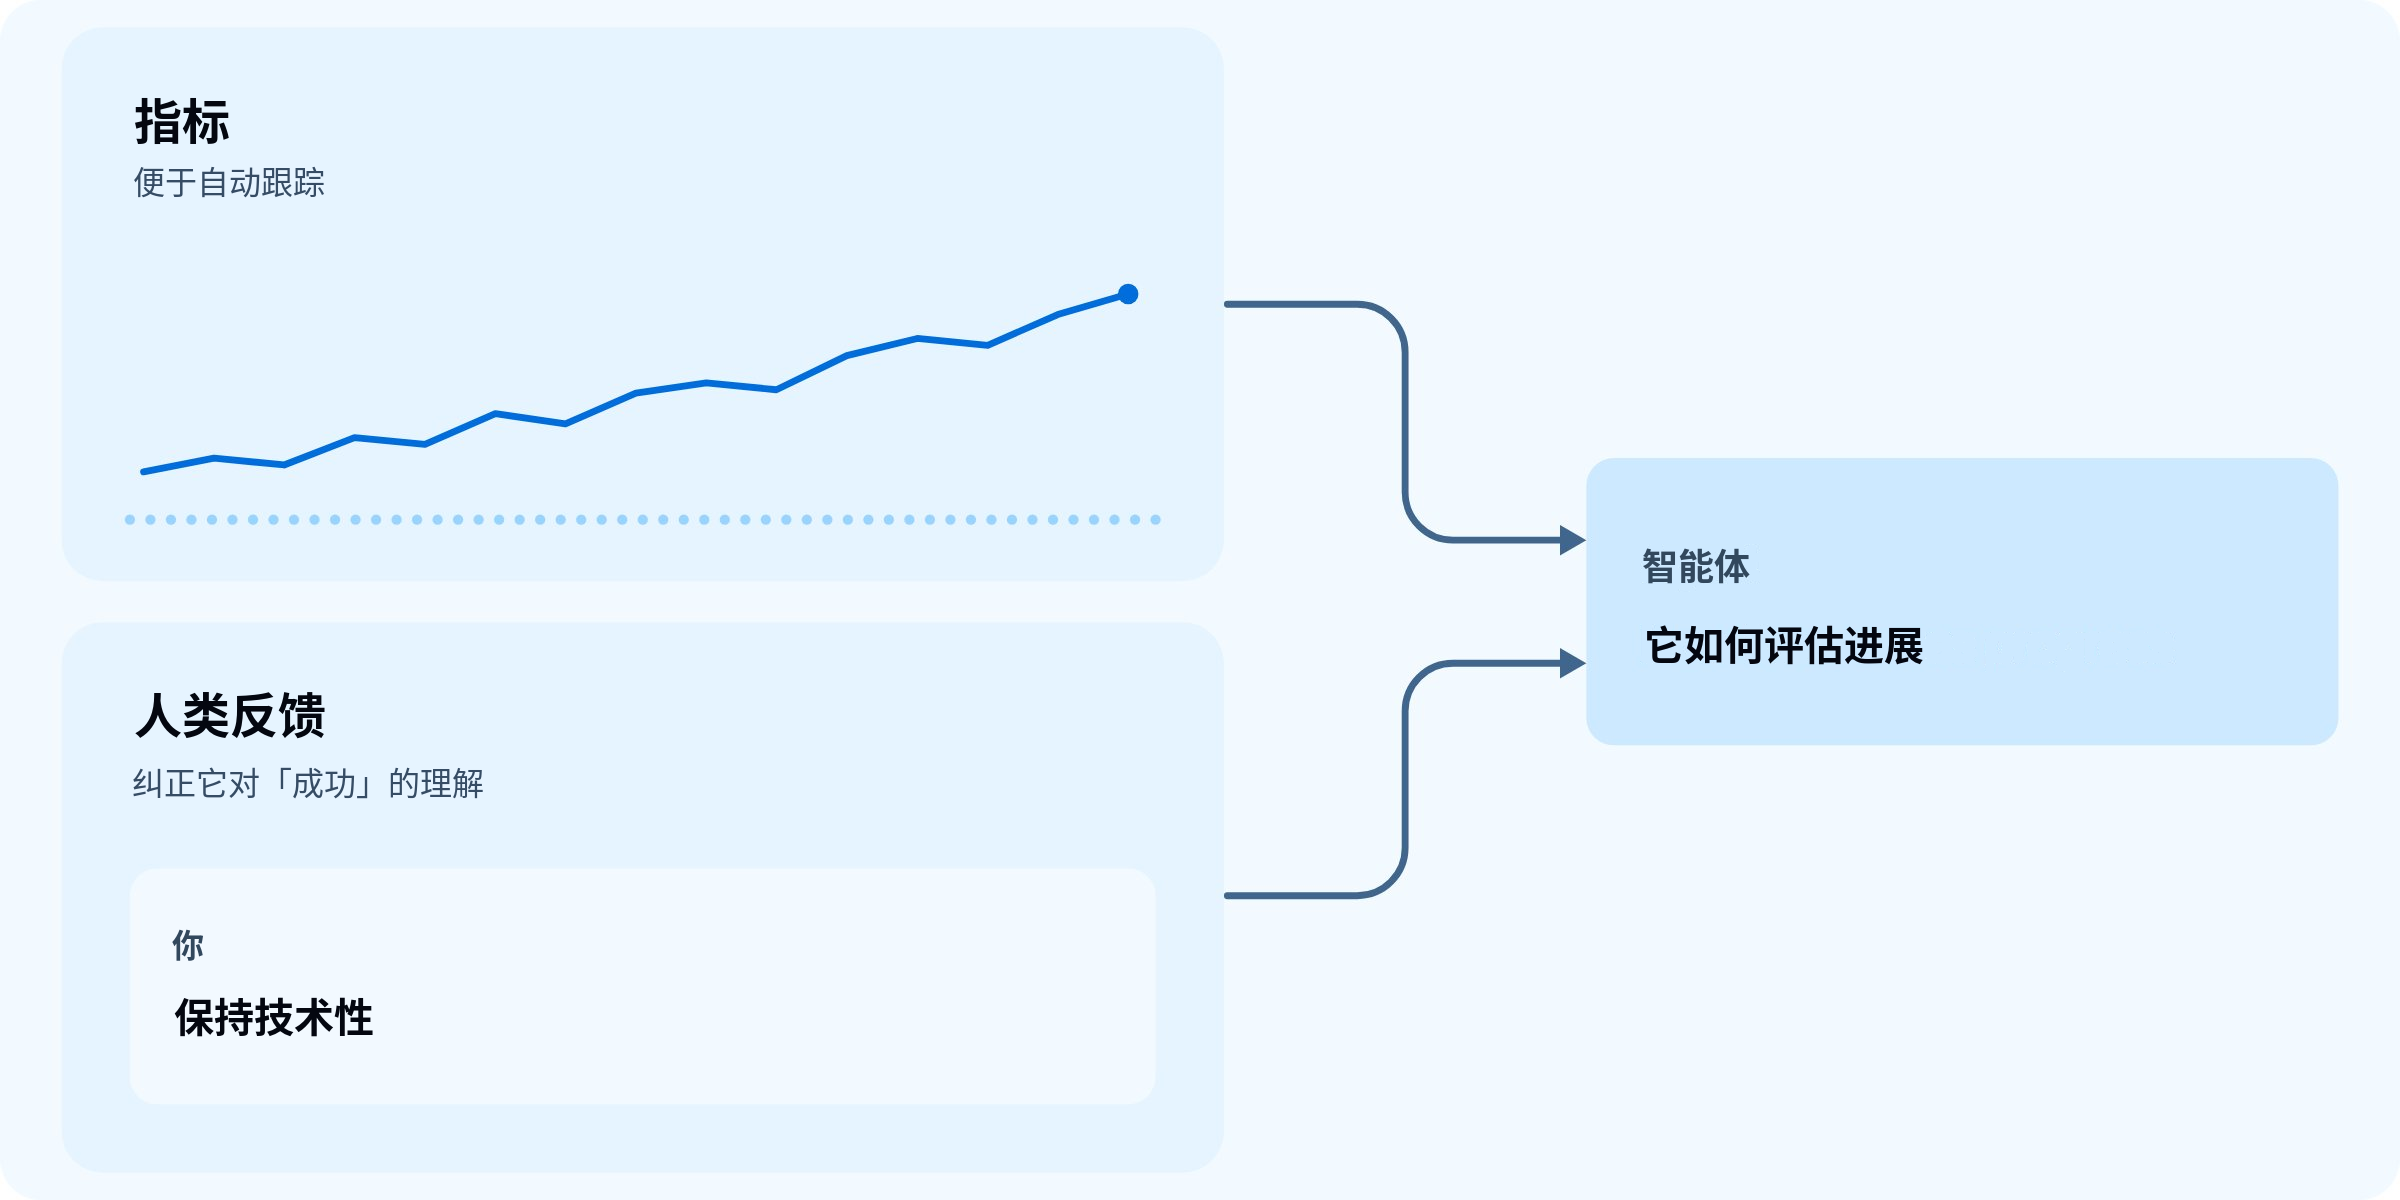 指标
便于自动跟踪
人类反馈
纠正它对「成功」的理解
你
保持技术性
智能体
它如何评估进展